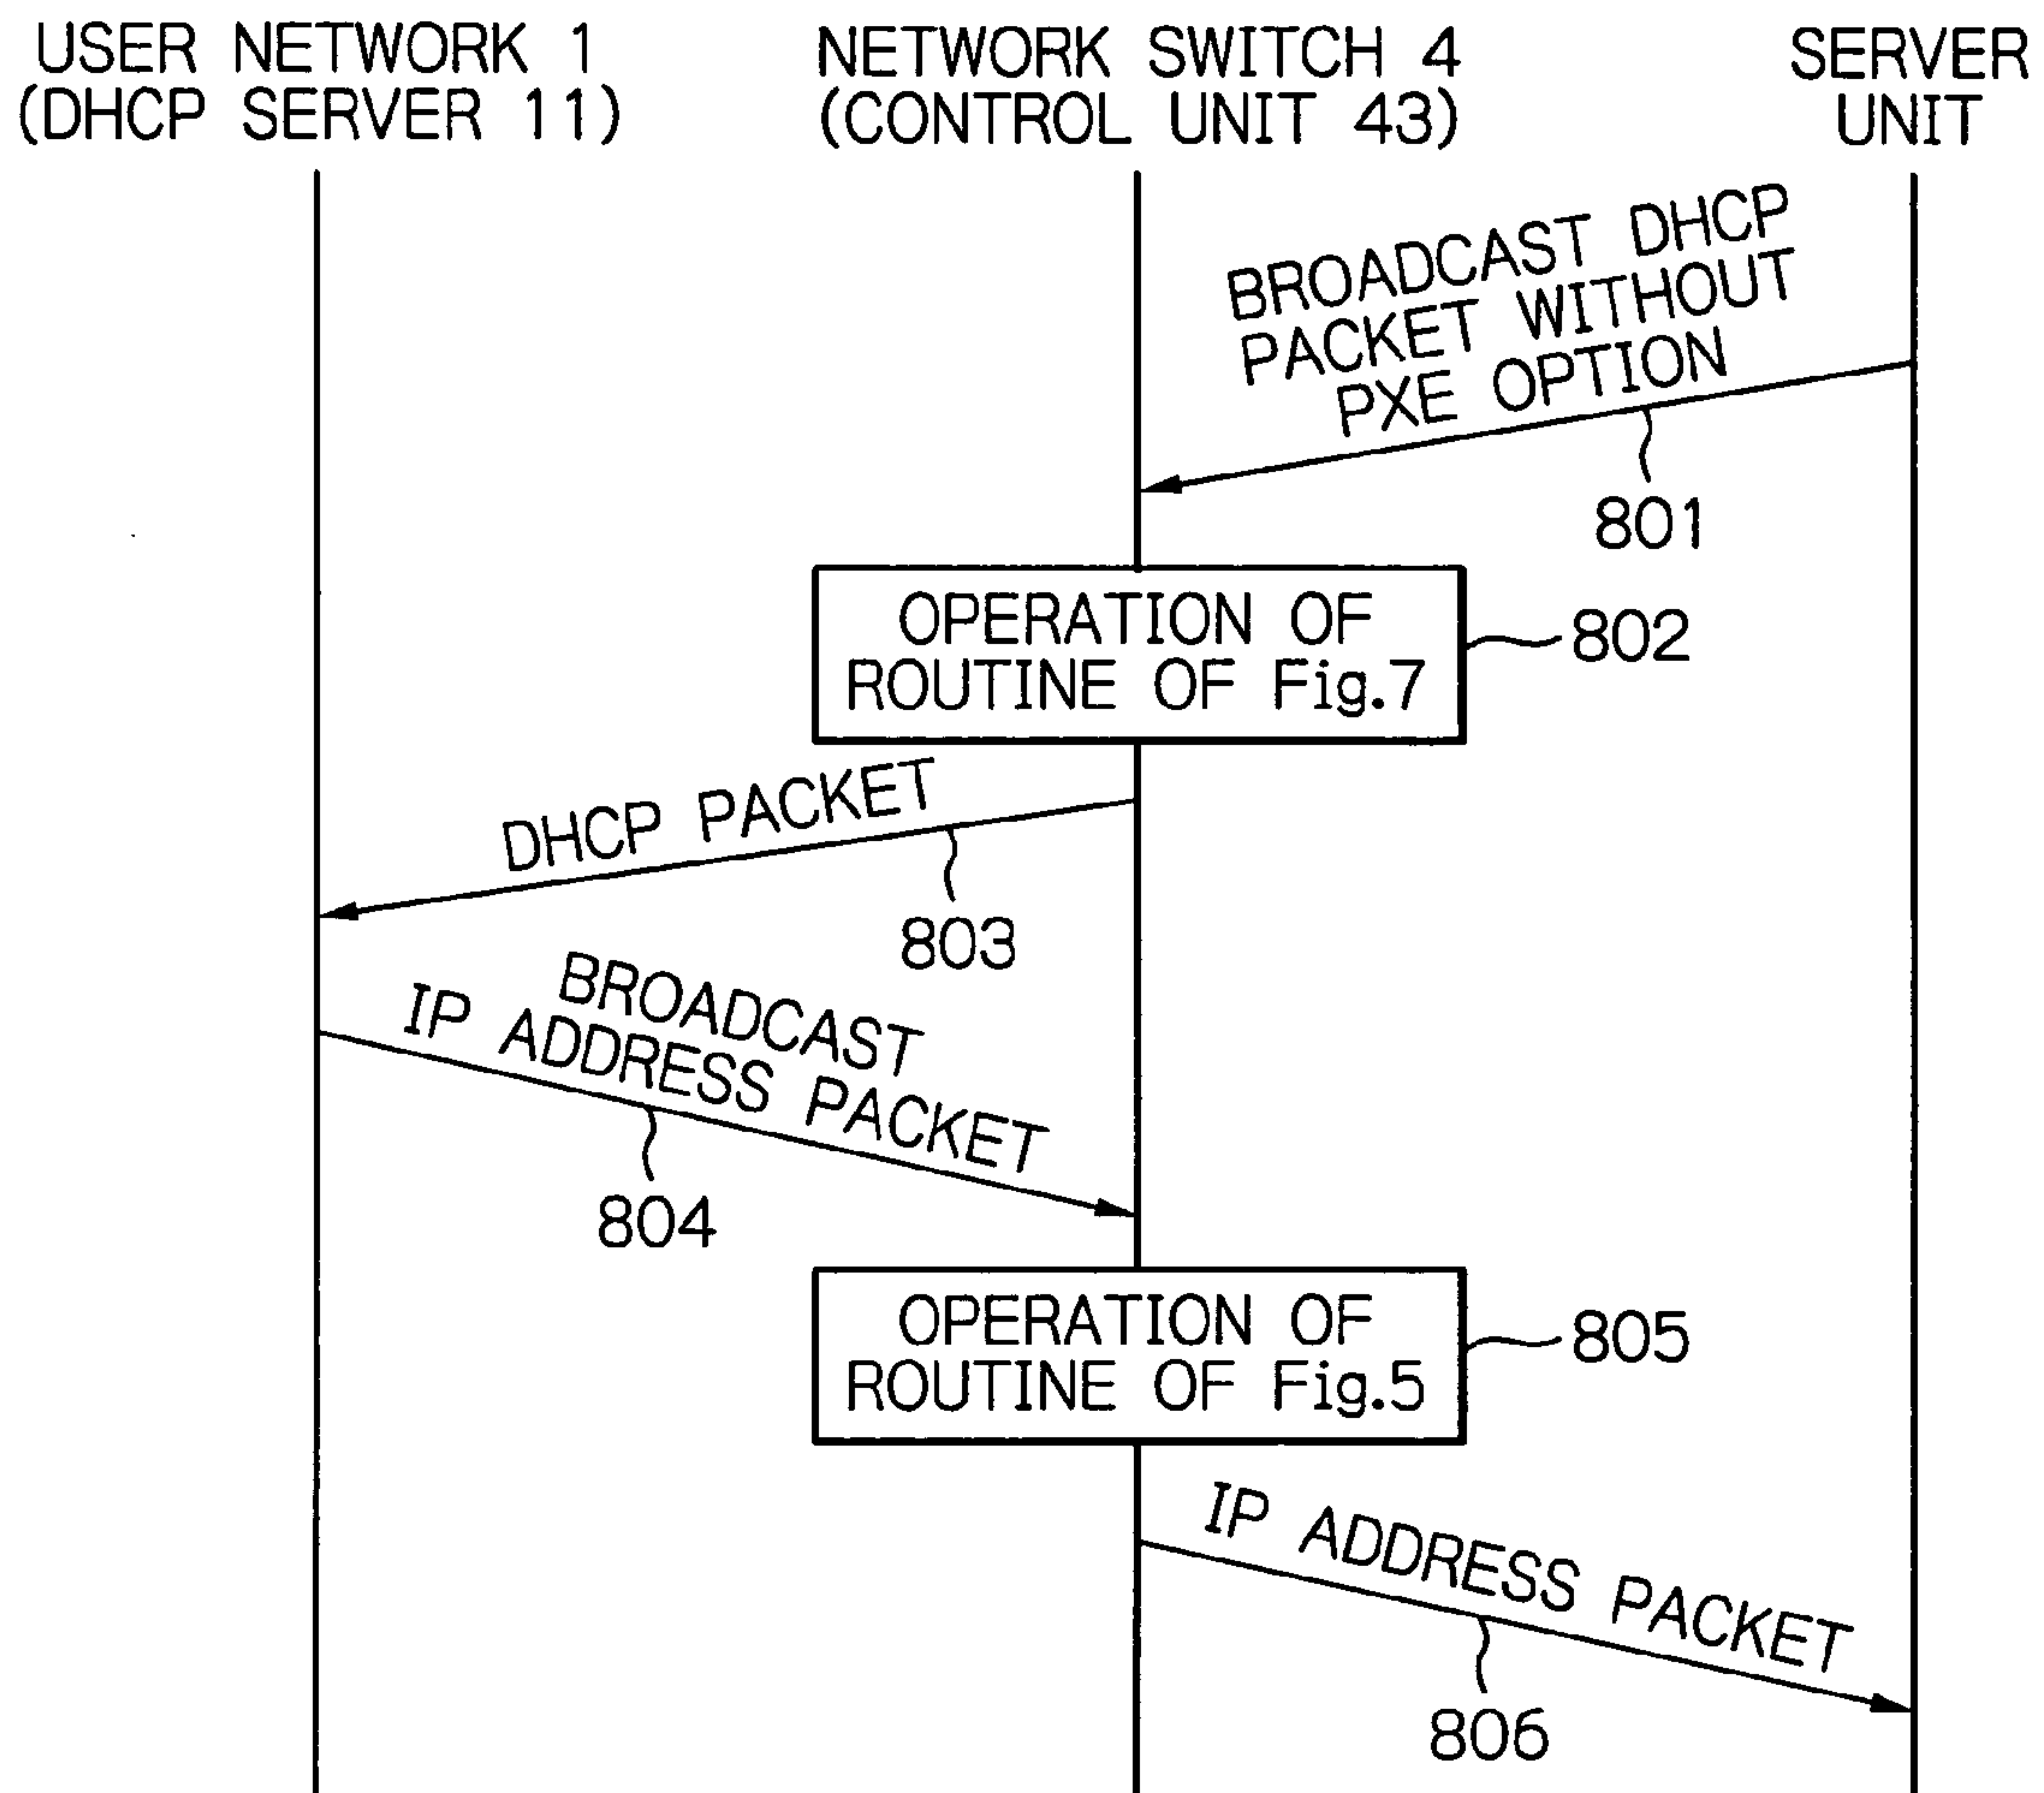 USER NETWORK 1
(DHCP SERVER 11)
NETWORK SWITCH 4
(CONTROL UNIT 43)
SERVER
UNIT
BROADCAST DHCP
PACKET WITHOUT
PXE OPTION
801
OPERATION OF
ROUTINE OF Fig.7
802
DHCP PACKET
803
BROADCAST
IP ADDRESS PACKET
804
OPERATION OF
ROUTINE OF Fig.5
805
IP ADDRESS PACKET
806